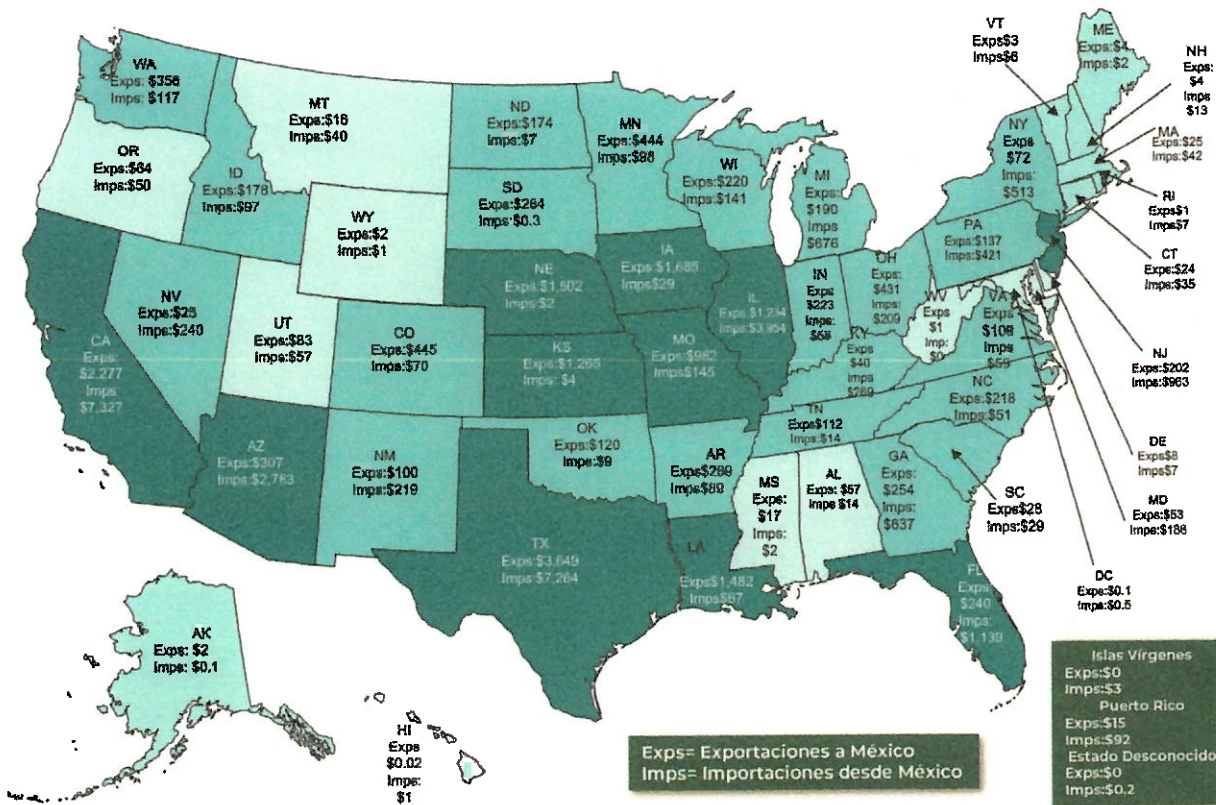 WA
Exps: $356
Imps: $117
MT
Exps:$18
Imps:$40
ND
Exps:$174
Imps:$7
MN
Exps:$444
Imps:$96
OR
Exps:$64
Imps:$50
ID
Exps:$178
Imps:$97
WY
Exps:$2
Imps:$1
SD
Exps:$264
Imps:$0.3
WI
Exps:$220
Imps:$141
MI
Exps:
$190
Imps
$676
NY
Exps
$72
Imps:
$513
VT
Exps$3
Imps$6
ME
Exps:$4
Imps:$2
NH
Exps:
$4
Imps
$13
MA
Exps:$25
Imps:$42
RI
Exps$1
Imps$7
CT
Exps:$24
Imps:$35
PA
Exps:$137
Imps:$421
NJ
Exps:$202
Imps:$963
DE
Exps$8
Imps$7
MD
Exps:$53
Imps:
DC
Exps:$0.1
Imps:$0.5
CA
Exps:
$2,277
Imps
$7,327
NV
Exps:$25
Imps:$240
UT
Exps:$83
Imps:$57
CO
Exps:$445
Imps:$70
NE
Exps:$1,502
Imps:$2
IA
Exps:$1,685
Imps$29
KS
Exps:$1,265
Imps: $4
MO
Exps:$982
Imps$145
IL
Exps:
Imps:
IN
Exps
$223
Imps:
OH
Exps:
$431
Imps:
$209
WV
Exps
$1
Imp:
$0
VA
Exps
$109
Imps
KY
Exps
$40
Imps
NC
Exps:$218
Imps:$51
TN
Exps$112
Imps:$14
SC
Exps$28
Imps:$29
AZ
Exps:$307
Imps:$2,783
NM
Exps:$100
Imps:$219
OK
Exps:$120
Imps:$9
AR
Exps$269
Imps:$89
MS
Exps:
$17
Imps:
$2
AL
Exps: $57
Imps $14
GA
Exps:
$254
Imps:
$637
TX
Exps:$3,649
Imps:$7,264
LA
Exps$1,482
Imps$67
FL
Exps:
$240
Imps:
$1,139
AK
Exps: $2
Imps: $0.1
HI
Exps
$0.02
Imps:
$1
Exps= Exportaciones a México
Imps= Importaciones desde México
Islas Vírgenes
Exps:$0
Imps:$3
Puerto Rico
Exps:$15
Imps:$92
Estado Desconocido
Exps:$0
Imps:$0.2